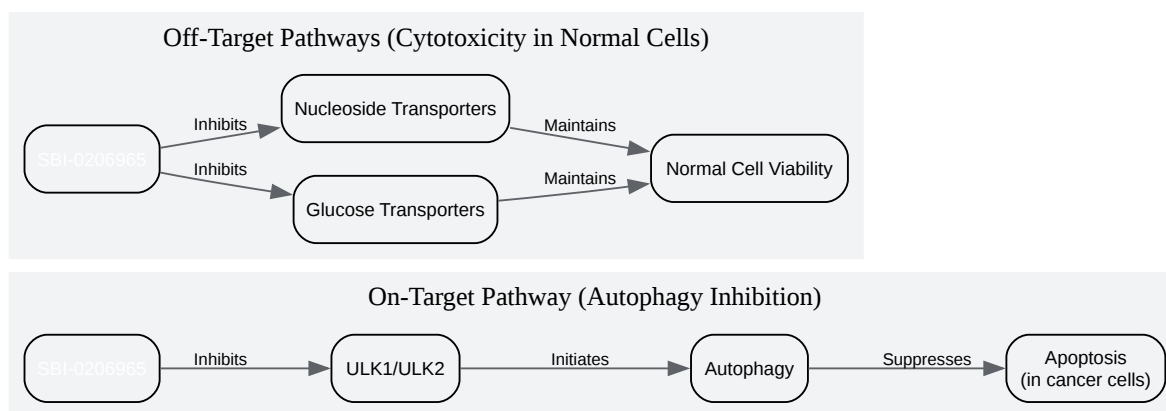 Off-Target Pathways (Cytotoxicity in Normal Cells)
SBI-0206965
Inhibits
Inhibits
Nucleoside Transporters
Glucose Transporters
Maintains
Maintains
Normal Cell Viability
On-Target Pathway (Autophagy Inhibition)
SBI-0206965
Inhibits
ULK1/ULK2
Initiates
Autophagy
Suppresses
Apoptosis
(in cancer cells)